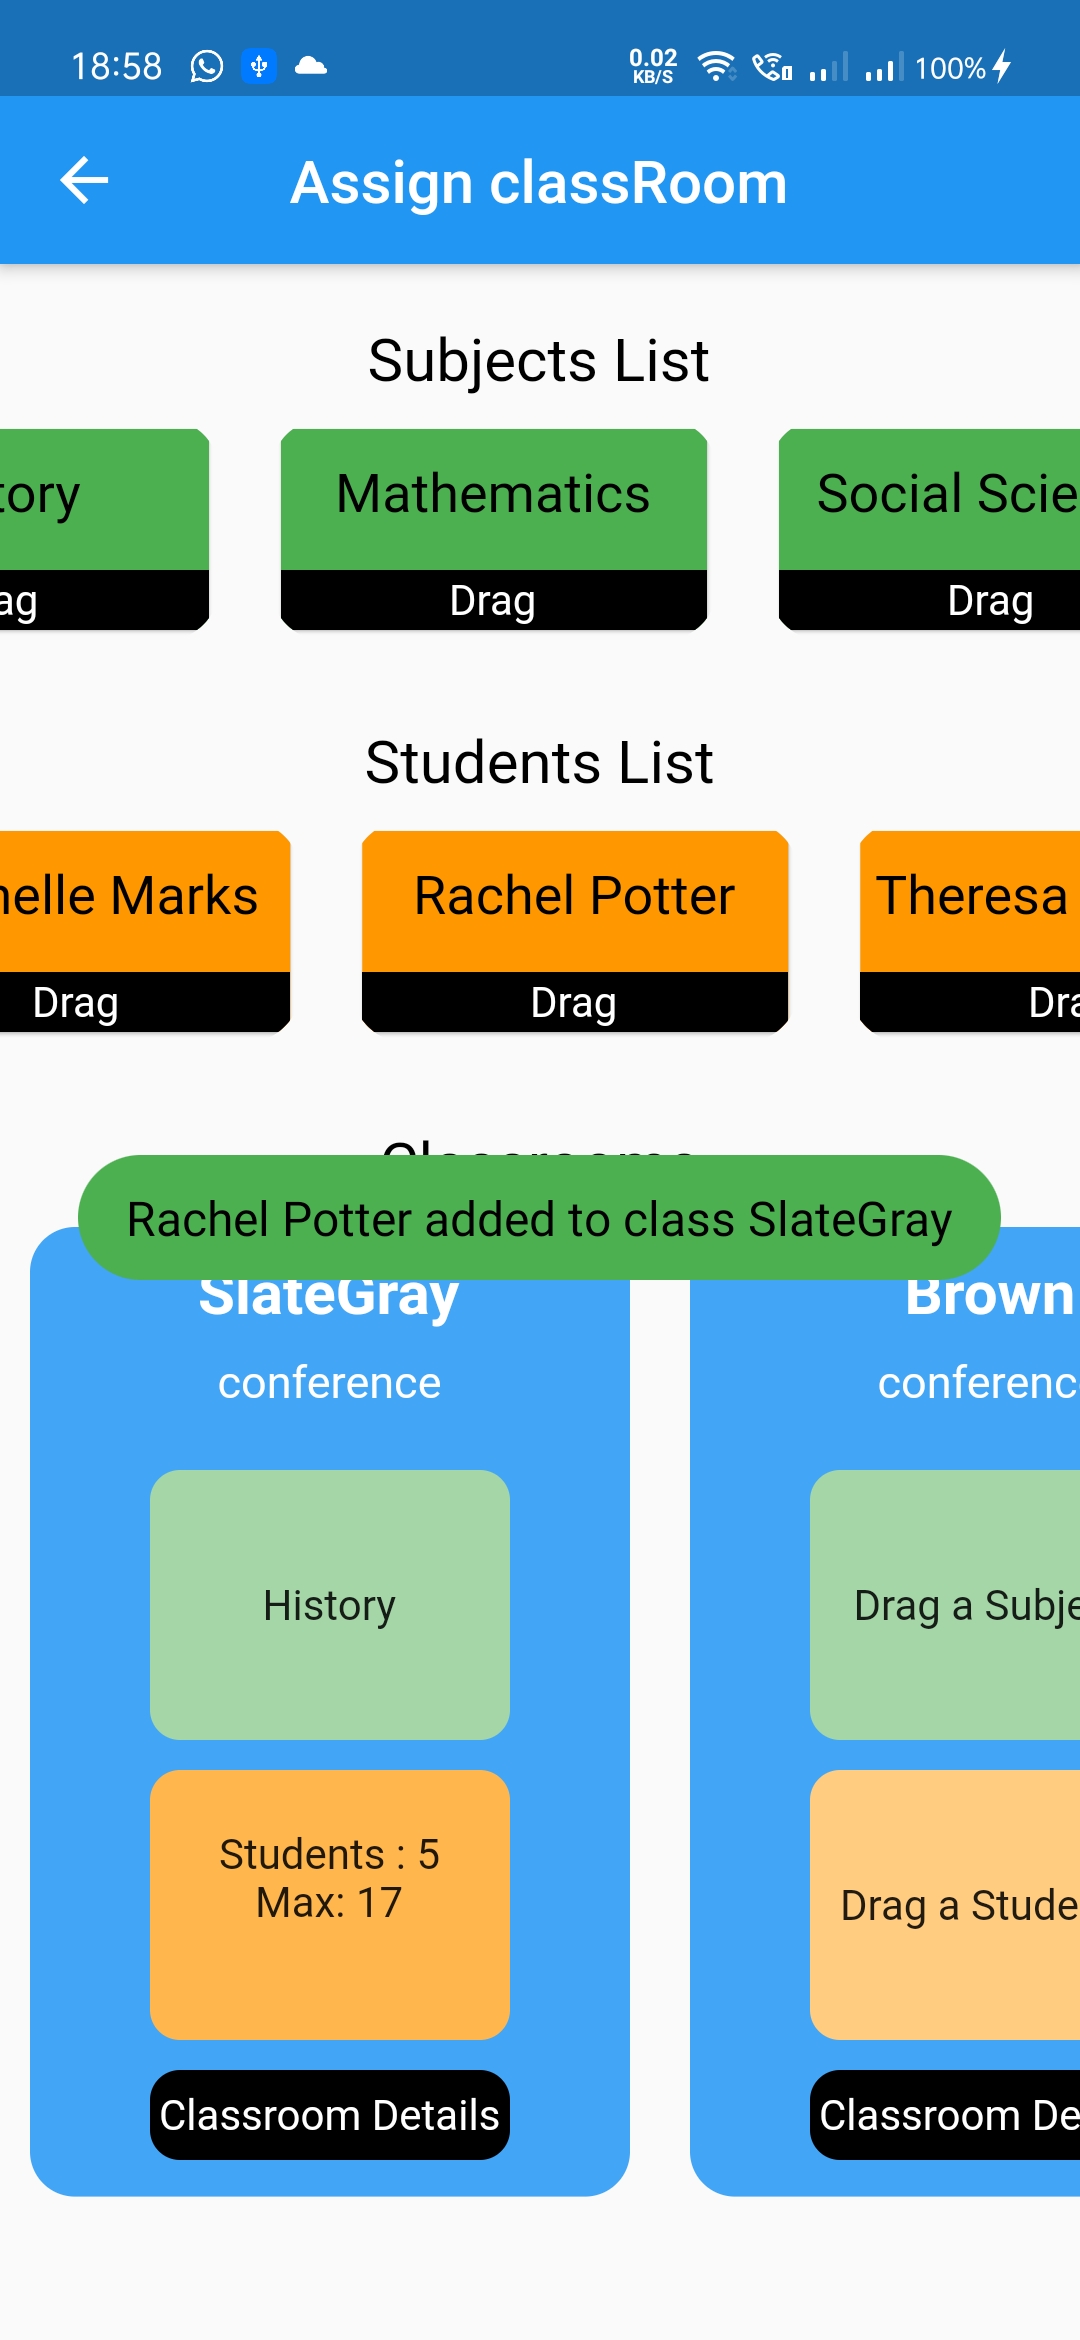 18:58
0.02
KB/S
100%
Assign classRoom
Subjects List
tory
Mathematics
Social Scie
ag
Drag
Drag
Students List
nelle Marks
Rachel Potter
Theresa
Drag
Drag
Dra
Classrooms
Rachel Potter added to class SlateGray
SlateGray
conference
History
Students : 5
Max: 17
Classroom Details
Brown
conferenc
Drag a Subje
Drag a Stude
Classroom De